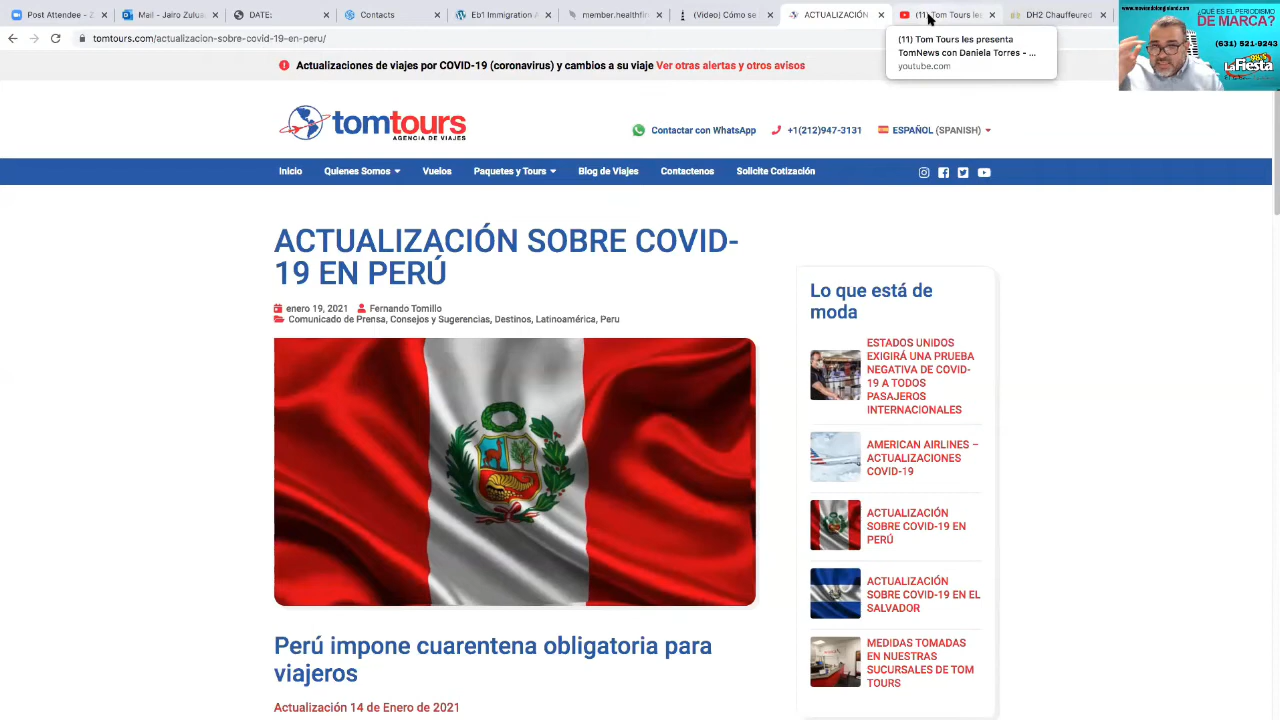 Post Attendee - Z
Mail - Jairo Zulu
DATE:
Contacts
Eb1 Immigration A
member.healthfir
(Video) Cómo se
ACTUALIZACIÓN
(11) Tom Tours les
DH2 Chauffeured
tomtours.com/actualizacion-sobre-covid-19-en-peru/
(11) Tom Tours les presenta
TomNews con Daniela Torres - ...
youtube.com
www.moviendolongisland.com
¿QUÉ ES EL PERIODISMO
DE MARCA?
(631) 521-9243
LaFiesta
Actualizaciones de viajes por COVID-19 (coronavirus) y cambios a su viaje Ver otras alertas y otros avisos
tomtours
AGENCIA DE VIAJES
Contactar con WhatsApp
+1(212)947-3131
ESPAÑOL (SPANISH)
Inicio
Quienes Somos
Vuelos
Paquetes y Tours
Blog de Viajes
Contactenos
Solicite Cotización
ACTUALIZACIÓN SOBRE COVID-
19 EN PERÚ
enero 19, 2021 Fernando Tomillo
Comunicado de Prensa, Consejos y Sugerencias, Destinos, Latinoamérica, Peru
Perú impone cuarentena obligatoria para
viajeros
Actualización 14 de Enero de 2021
Lo que está de
moda
ESTADOS UNIDOS
EXIGIRÁ UNA PRUEBA
NEGATIVA DE COVID-
19 A TODOS
PASAJEROS
INTERNACIONALES
AMERICAN AIRLINES –
ACTUALIZACIONES
COVID-19
ACTUALIZACIÓN
SOBRE COVID-19 EN
PERÚ
ACTUALIZACIÓN
SOBRE COVID-19 EN EL
SALVADOR
MEDIDAS TOMADAS
EN NUESTRAS
SUCURSALES DE TOM
TOURS